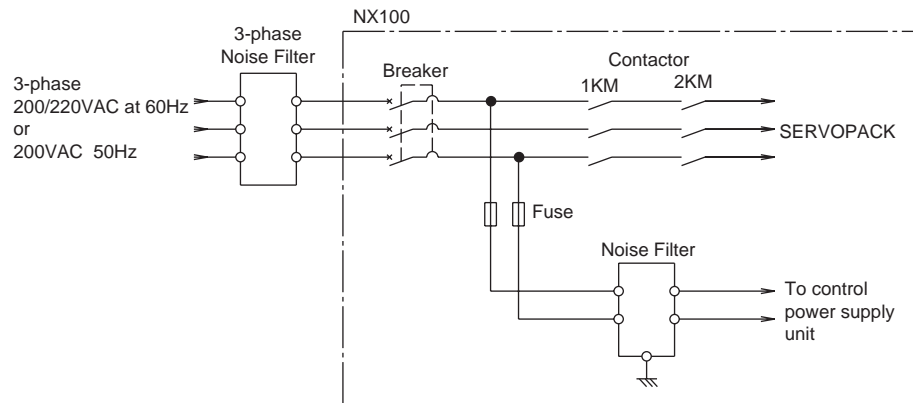 NX100
3-phase
Noise Filter
Breaker
Contactor
1KM
2KM
3-phase
200/220VAC at 60Hz
or
200VAC 50Hz
SERVOPACK
Fuse
Noise Filter
To control
power supply
unit